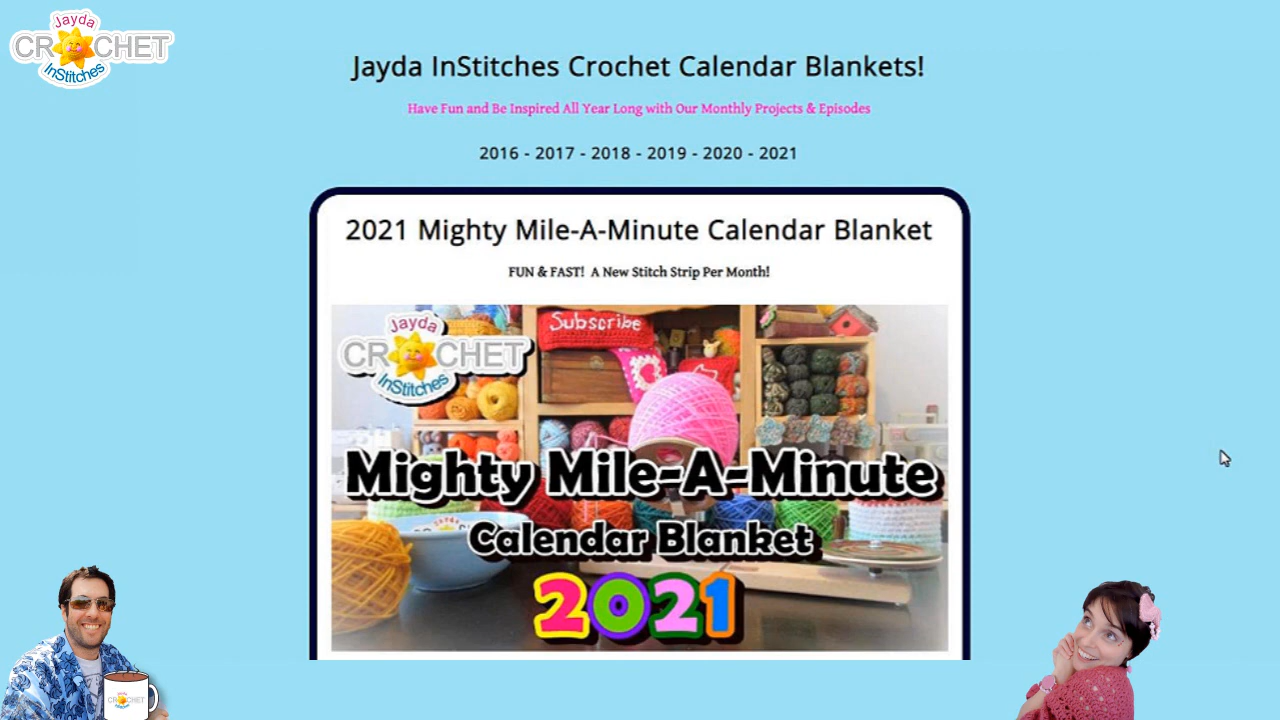 Jayda
CROCHET
InStitches
Jayda InStitches Crochet Calendar Blankets!
Have Fun and Be Inspired All Year Long with Our Monthly Projects & Episodes
2016 - 2017 - 2018 - 2019 - 2020 - 2021
2021 Mighty Mile-A-Minute Calendar Blanket
FUN & FAST! A New Stitch Strip Per Month!
Jayda
CROCHET
InStitches
Subscribe
Mighty Mile-A-Minute
Calendar Blanket
2021
Jayda
CROCHET